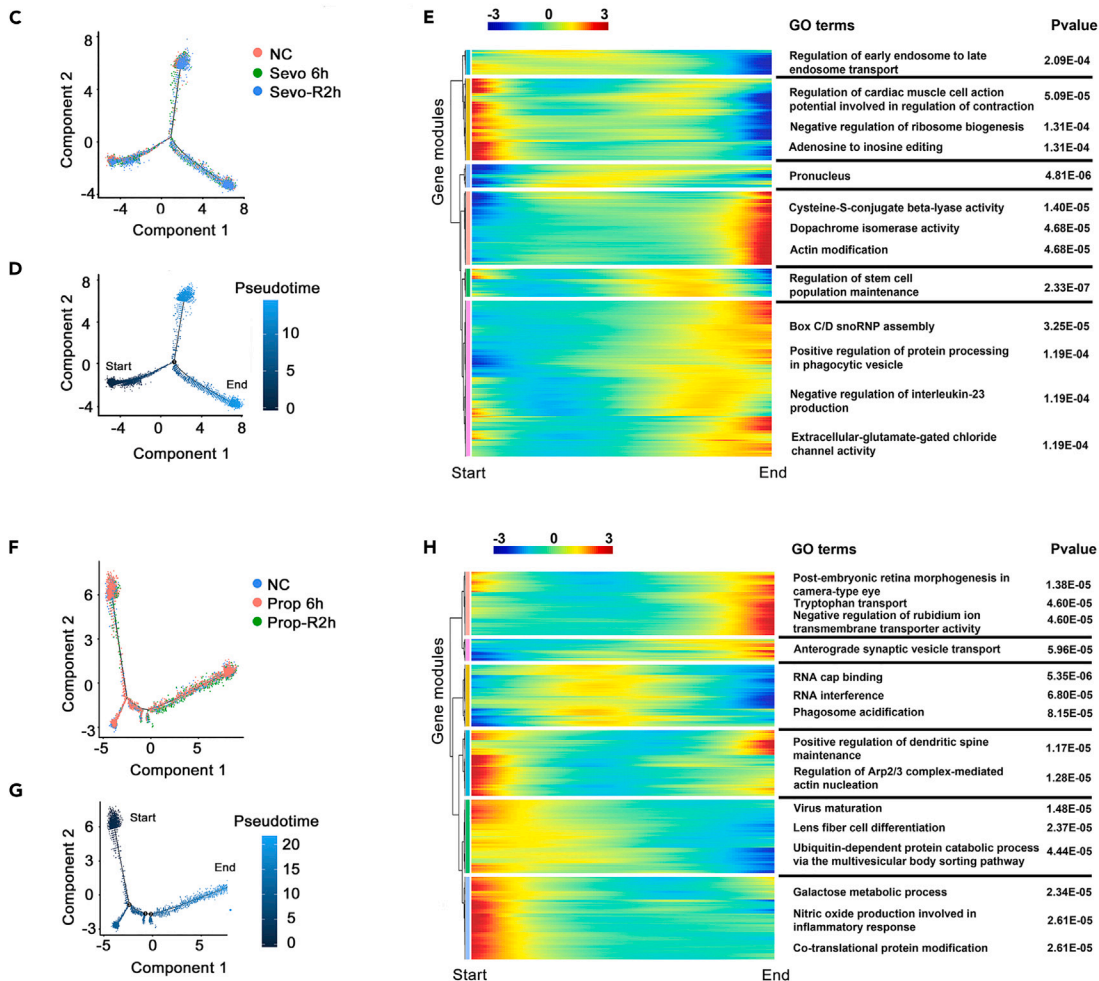 C
8
4
0
-4
Component 2
-4
0
4
8
Component 1
NC
Sevo 6h
Sevo-R2h
D
8
4
0
-4
Component 2
Start
End
-4
0
4
8
Component 1
Pseudotime
10
5
0
E
-3
0
3
GO terms
Pvalue
Gene modules
Regulation of early endosome to late
endosome transport
2.09E-04
Regulation of cardiac muscle cell action
potential involved in regulation of contraction
5.09E-05
Negative regulation of ribosome biogenesis
1.31E-04
Adenosine to inosine editing
1.31E-04
Pronucleus
4.81E-06
Cysteine-S-conjugate beta-lyase activity
1.40E-05
Dopachrome isomerase activity
4.68E-05
Actin modification
4.68E-05
Regulation of stem cell
population maintenance
2.33E-07
Box C/D snoRNP assembly
3.25E-05
Positive regulation of protein processing
in phagocytic vesicle
1.19E-04
Negative regulation of interleukin-23
production
1.19E-04
Extracellular-glutamate-gated chloride
channel activity
1.19E-04
Start
End
F
6
3
0
-3
Component 2
-5
0
5
Component 1
NC
Prop 6h
Prop-R2h
G
6
3
0
-3
Component 2
Start
End
-5
0
5
Component 1
Pseudotime
20
15
10
5
0
H
-3
0
3
GO terms
Pvalue
Gene modules
Post-embryonic retina morphogenesis in
camera-type eye
1.38E-05
Tryptophan transport
4.60E-05
Negative regulation of rubidium ion
transmembrane transporter activity
4.60E-05
Anterograde synaptic vesicle transport
5.96E-05
RNA cap binding
5.35E-06
RNA interference
6.80E-05
Phagosome acidification
8.15E-05
Positive regulation of dendritic spine
maintenance
1.17E-05
Regulation of Arp2/3 complex-mediated
actin nucleation
1.28E-05
Virus maturation
1.48E-05
Lens fiber cell differentiation
2.37E-05
Ubiquitin-dependent protein catabolic process
via the multivesicular body sorting pathway
4.44E-05
Galactose metabolic process
2.34E-05
Nitric oxide production involved in
inflammatory response
2.61E-05
Co-translational protein modification
2.61E-05
Start
End